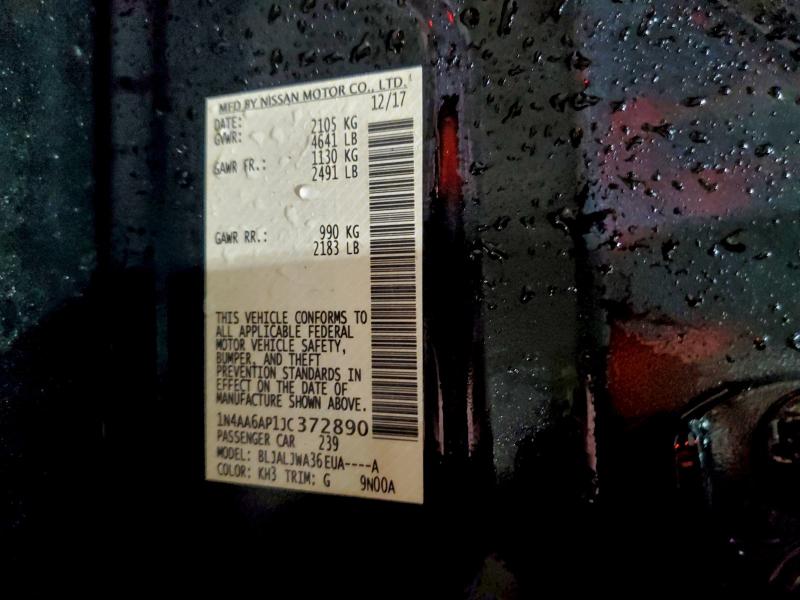 MFD BY NISSAN MOTOR CO., LTD.
DATE: 12/17
GVWR: 2105 KG
4641 LB
GAWR FR.: 1130 KG
2491 LB
GAWR RR.: 990 KG
2183 LB
THIS VEHICLE CONFORMS TO
ALL APPLICABLE FEDERAL
MOTOR VEHICLE SAFETY,
BUMPER, AND THEFT
PREVENTION STANDARDS IN
EFFECT ON THE DATE OF
MANUFACTURE SHOWN ABOVE.
1N4AA6AP1JC372890
PASSENGER CAR 239
MODEL: BLJALJWA36EUA----A
COLOR: KH3 TRIM: G 9N00A